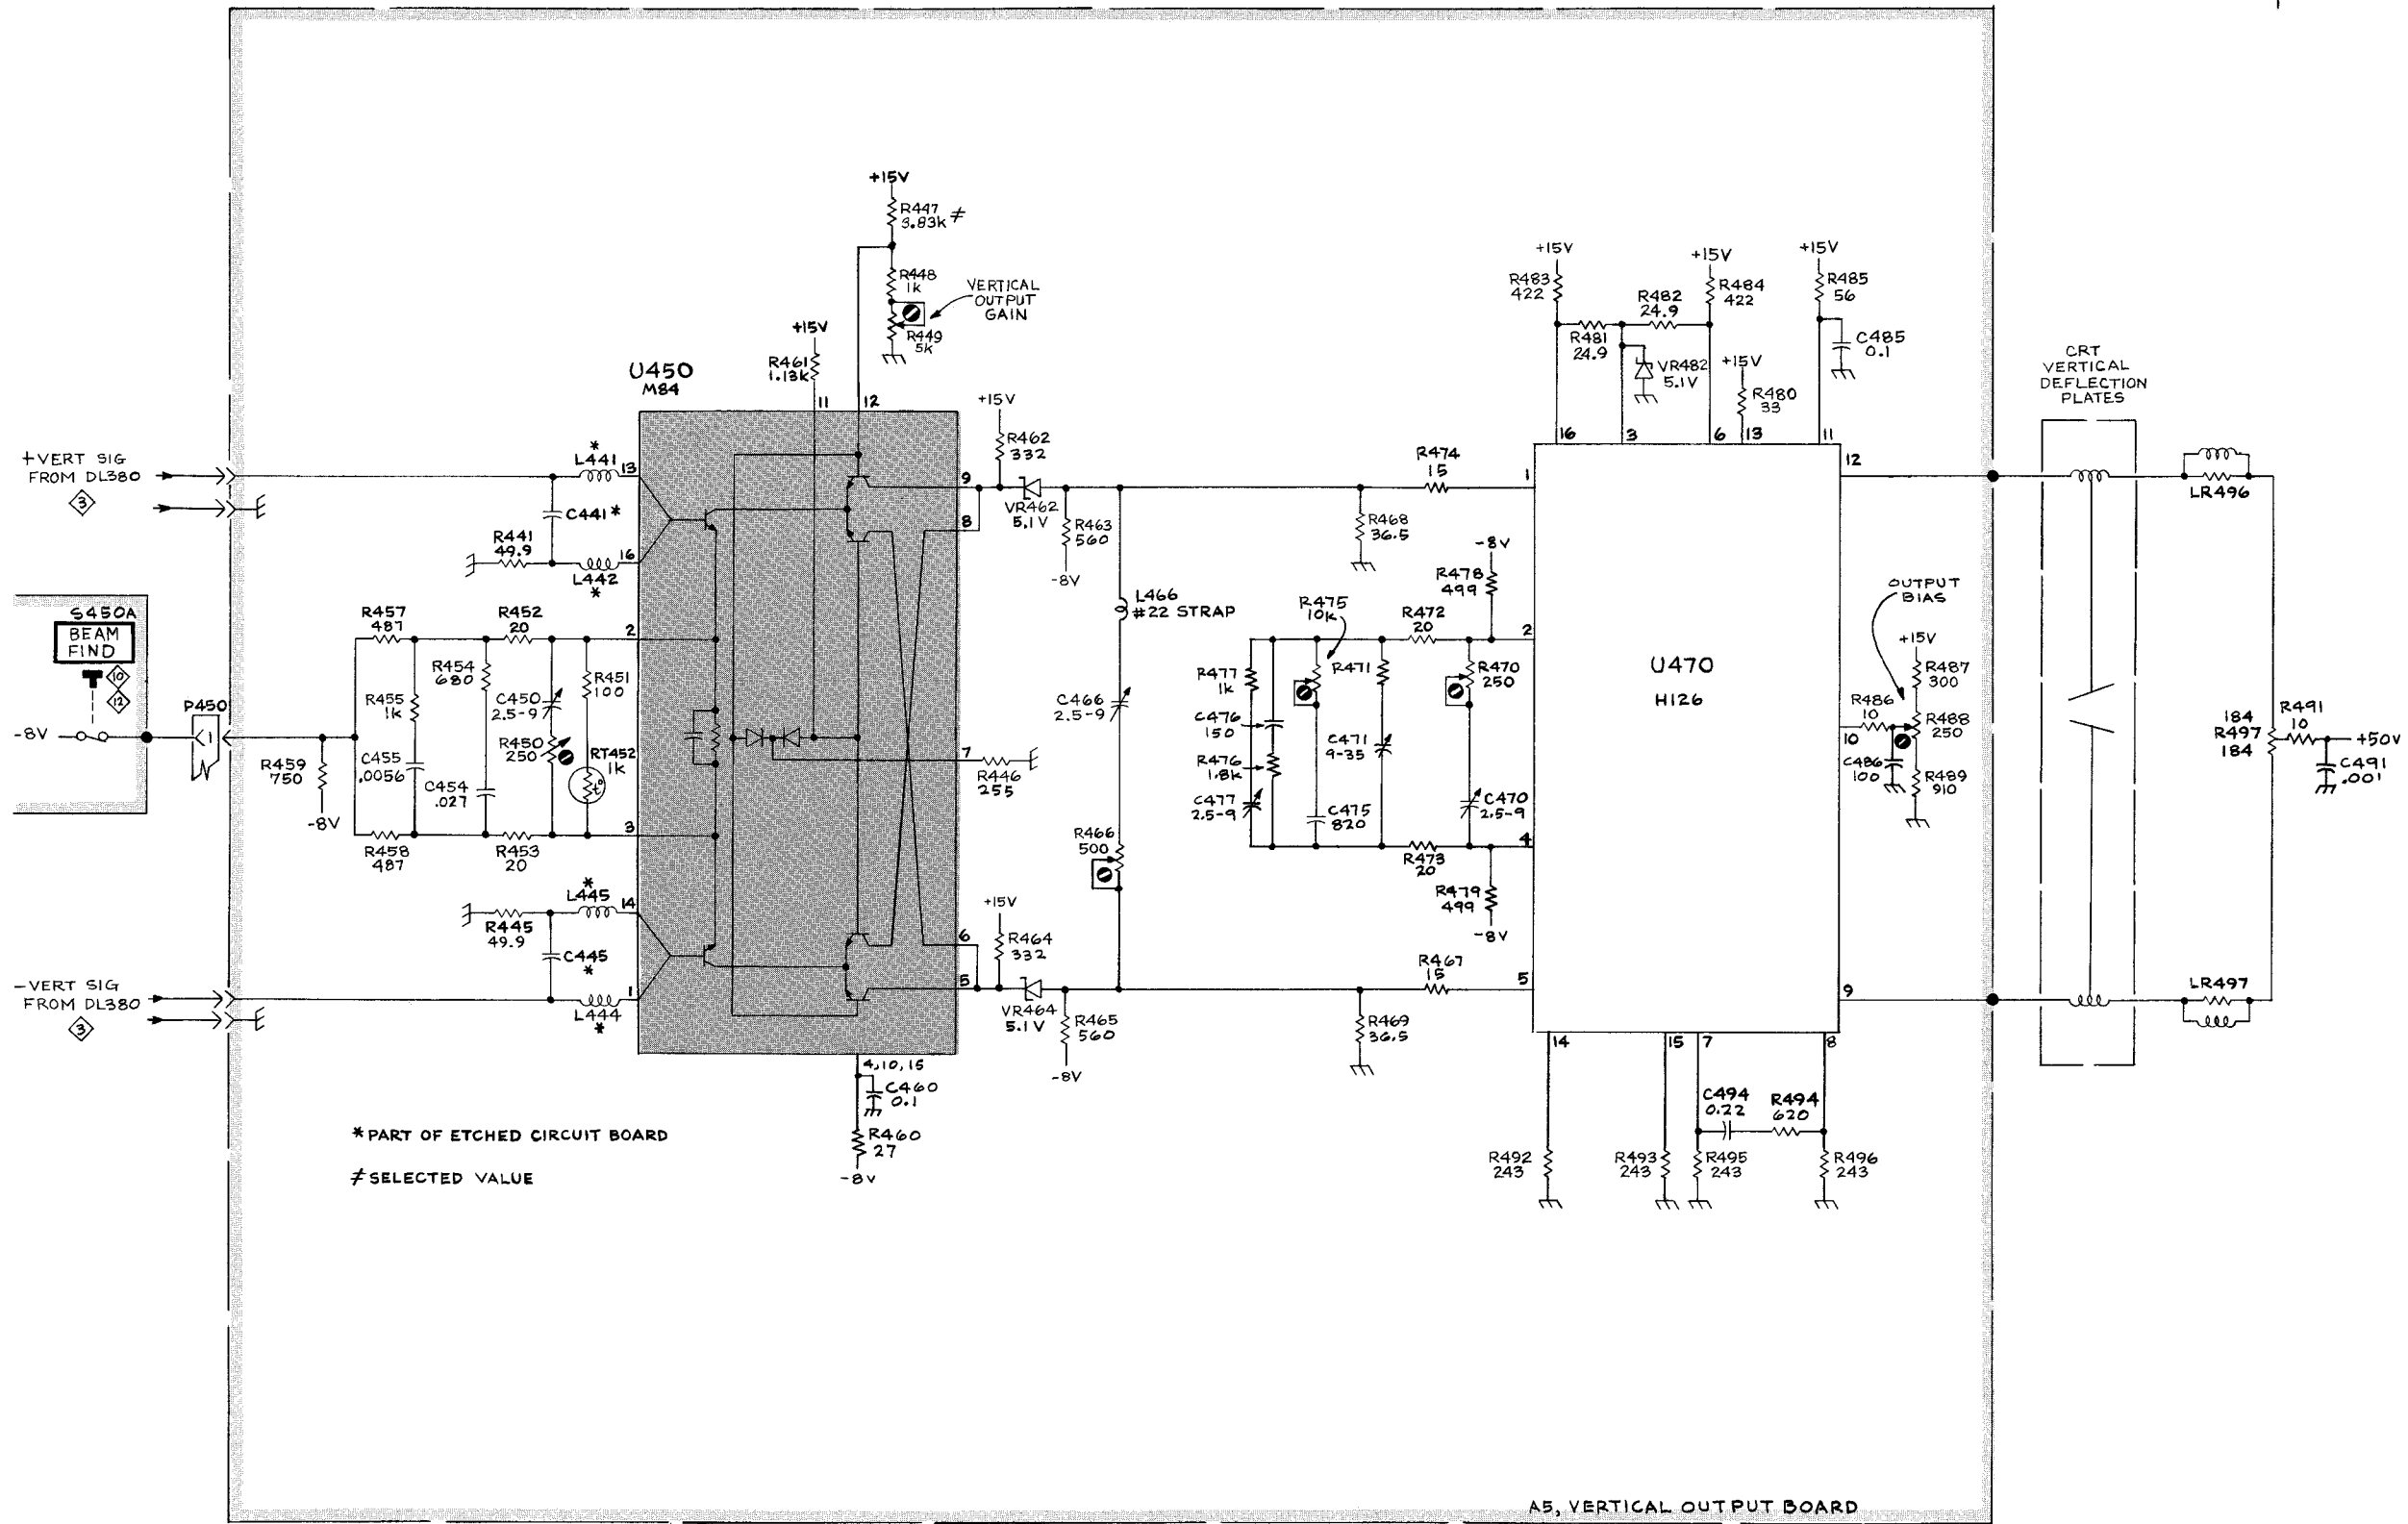 +15V
R447
3.83k ≠
R448
1k
VERTICAL
OUTPUT
GAIN
R449
5k
+15V
R461
1.13k
U450
M84
11
12
+VERT SIG
FROM DL380
3
*
L441
13
C441*
R441
49.9
16
L442
*
S450A
BEAM
FIND
10
12
-8V
P450
1
R459
750
-8V
R457
487
R452
20
2
R454
680
R455
1k
C450
2.5-9
R451
100
R450
250
RT452
1k
t°
C455
.0056
C454
.027
R458
487
R453
20
3
*
L445
14
R445
49.9
C445
*
1
L444
*
-VERT SIG
FROM DL380
3
+15V
R462
332
9
8
VR462
5.1V
R463
560
-8V
7
R446
255
+15V
R464
332
6
5
VR464
5.1V
R465
560
-8V
4,10,15
C460
0.1
R460
27
-8V
L466
#22 STRAP
C466
2.5-9
R466
500
R474
15
1
R468
36.5
-8V
R478
499
R475
10k
R472
20
2
R477
1k
R471
R470
250
C476
150
C471
9-35
R476
1.8k
C477
2.5-9
C475
820
C470
2.5-9
R473
20
4
R479
499
-8V
R467
15
5
R469
36.5
+15V
R483
422
R481
24.9
R482
24.9
+15V
R484
422
VR482
5.1V
+15V
R480
33
+15V
R485
56
C485
0.1
16
3
6
13
11
12
U470
H126
10
9
OUTPUT
BIAS
+15V
R487
300
R486
10
R488
250
C486
100
R489
910
14
15
7
8
C494
0.22
R494
620
R492
243
R493
243
R495
243
R496
243
CRT
VERTICAL
DEFLECTION
PLATES
LR496
184
R497
184
R491
10
+50V
C491
.001
LR497
*PART OF ETCHED CIRCUIT BOARD
≠SELECTED VALUE
A5, VERTICAL OUTPUT BOARD